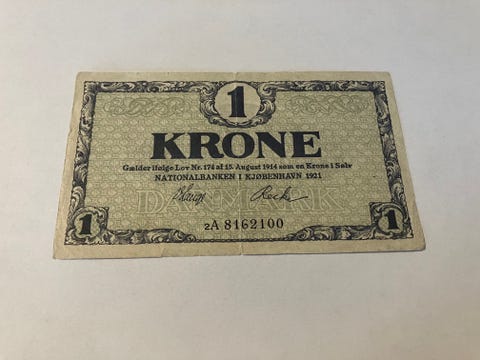 1
KRONE
Gælder ifølge Lov Nr. 174 af 15. August 1914 som en Krone i Sølv
NATIONALBANKEN I KJØBENHAVN 1921
DANMARK
1
2A 8162100
1